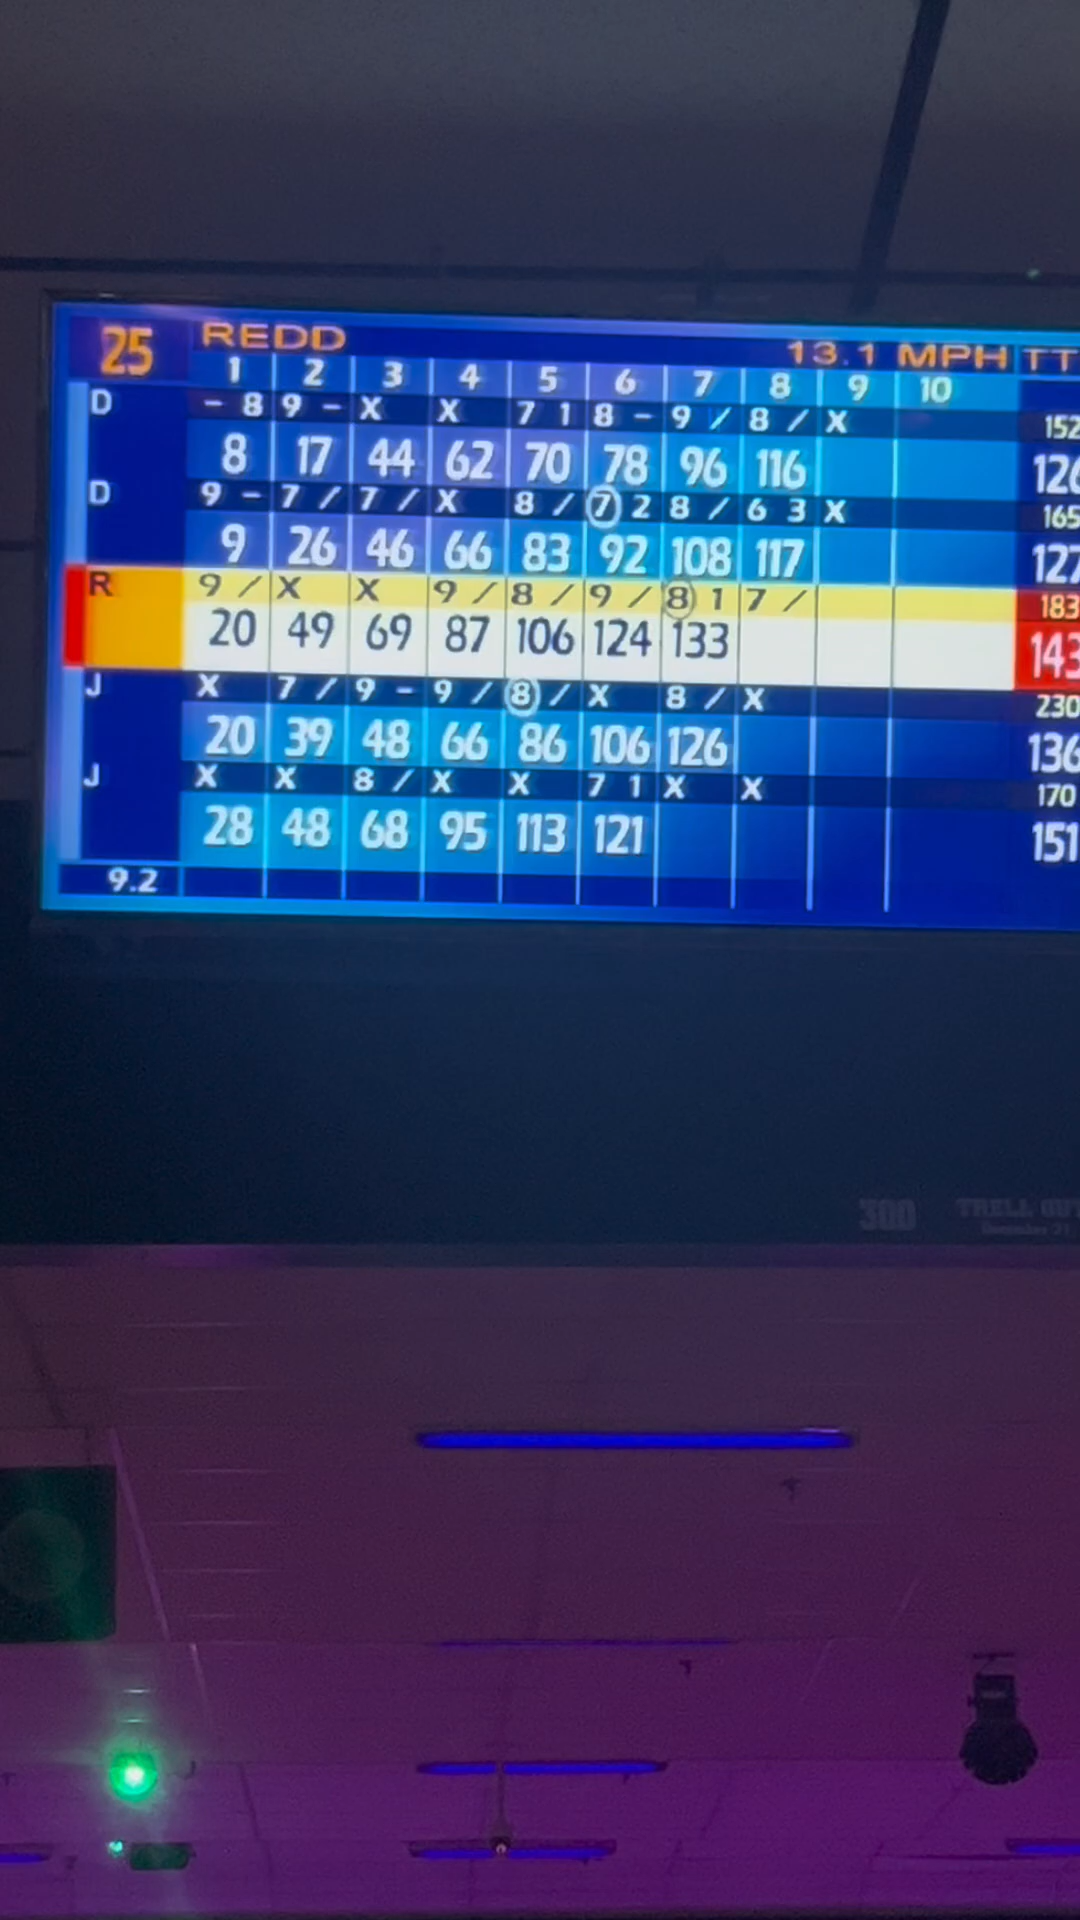 25 REDD 13.1 MPH TT
1 2 3 4 5 6 7 8 9 10
D - 8 9 - X X 7 1 8 - 9 / 8 / X 152
8 17 44 62 70 78 96 116 126
D 9 - 7 / 7 / X 8 / 7 2 8 / 6 3 X 165
9 26 46 66 83 92 108 117 127
R 9 / X X 9 / 8 / 9 / 8 1 7 / 183
20 49 69 87 106 124 133 143
J X 7 / 9 - 9 / 8 / X 8 / X 230
20 39 48 66 86 106 126 136
J X X 8 / X X 7 1 X X 170
28 48 68 95 113 121 151
9.2
300 TRELL
December 21